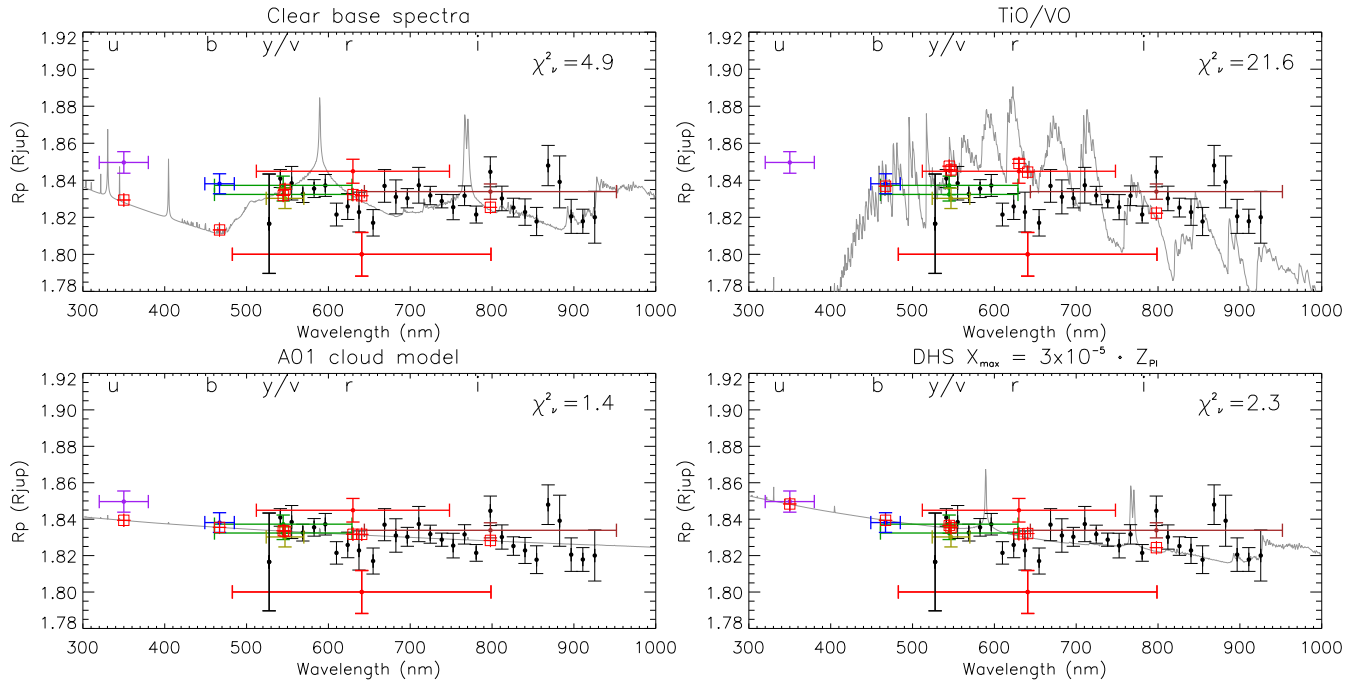 Clear base spectra
TiO/VO
1.92
1.90
1.88
1.86
1.84
1.82
1.80
1.78
Rp (Rjup)
u b y/v r i
χ²ᵥ=4.9
300 400 500 600 700 800 900 1000
Wavelength (nm)
1.92
1.90
1.88
1.86
1.84
1.82
1.80
1.78
Rp (Rjup)
u b y/v r i
χ²ᵥ=21.6
300 400 500 600 700 800 900 1000
Wavelength (nm)
A01 cloud model
DHS Xmax = 3x10⁻⁵ · ZPl
1.92
1.90
1.88
1.86
1.84
1.82
1.80
1.78
Rp (Rjup)
u b y/v r i
χ²ᵥ=1.4
300 400 500 600 700 800 900 1000
Wavelength (nm)
1.92
1.90
1.88
1.86
1.84
1.82
1.80
1.78
Rp (Rjup)
u b y/v r i
χ²ᵥ=2.3
300 400 500 600 700 800 900 1000
Wavelength (nm)